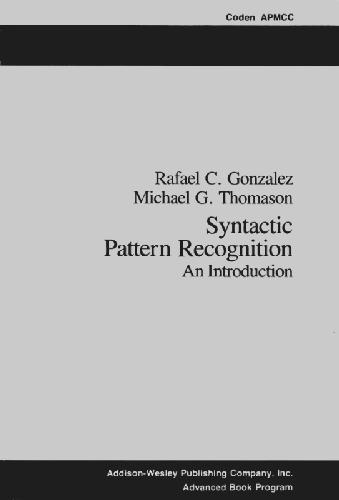 Coden APMCC
Rafael C. Gonzalez
Michael G. Thomason
Syntactic
Pattern Recognition
An Introduction
Addison-Wesley Publishing Company, Inc.
Advanced Book Program